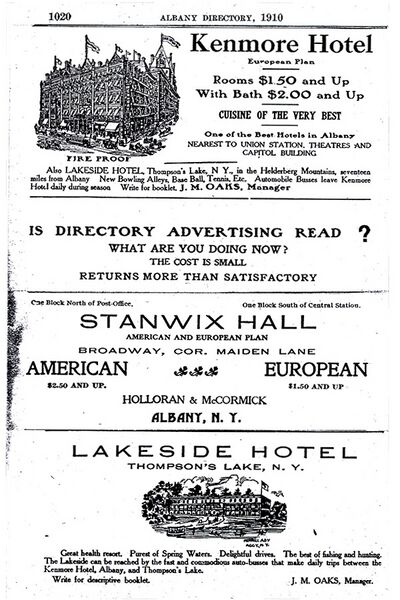 1020
ALBANY DIRECTORY, 1910
Kenmore Hotel
European Plan
Rooms $1.50 and Up
With Bath $2.00 and Up
CUISINE OF THE VERY BEST
One of the Best Hotels in Albany
NEAREST TO UNION STATION, THEATRES AND
CAPITOL BUILDING
FIRE PROOF
Also LAKESIDE HOTEL, Thompson's Lake, N. Y., in the Helderberg Mountains, seventeen
miles from Albany New Bowling Alleys, Base Ball, Tennis, Etc. Automobile Busses leave Kenmore
Hotel daily during season Write for booklet. J. M. OAKS, Manager
IS DIRECTORY ADVERTISING READ ?
WHAT ARE YOU DOING NOW?
THE COST IS SMALL
RETURNS MORE THAN SATISFACTORY
One Block North of Post-Office.
One Block South of Central Station.
STANWIX HALL
AMERICAN AND EUROPEAN PLAN
BROADWAY, COR. MAIDEN LANE
AMERICAN EUROPEAN
$2.50 AND UP. $1.50 AND UP
HOLLORAN & McCORMICK
ALBANY, N. Y.
LAKESIDE HOTEL
THOMPSON'S LAKE, N. Y.
Great health resort. Purest of Spring Waters. Delightful drives. The best of fishing and hunting.
The Lakeside can be reached by the fast and commodious auto-busses that make daily trips between the
Kenmore Hotel, Albany, and Thompson's Lake.
Write for descriptive booklet. J. M. OAKS, Manager.